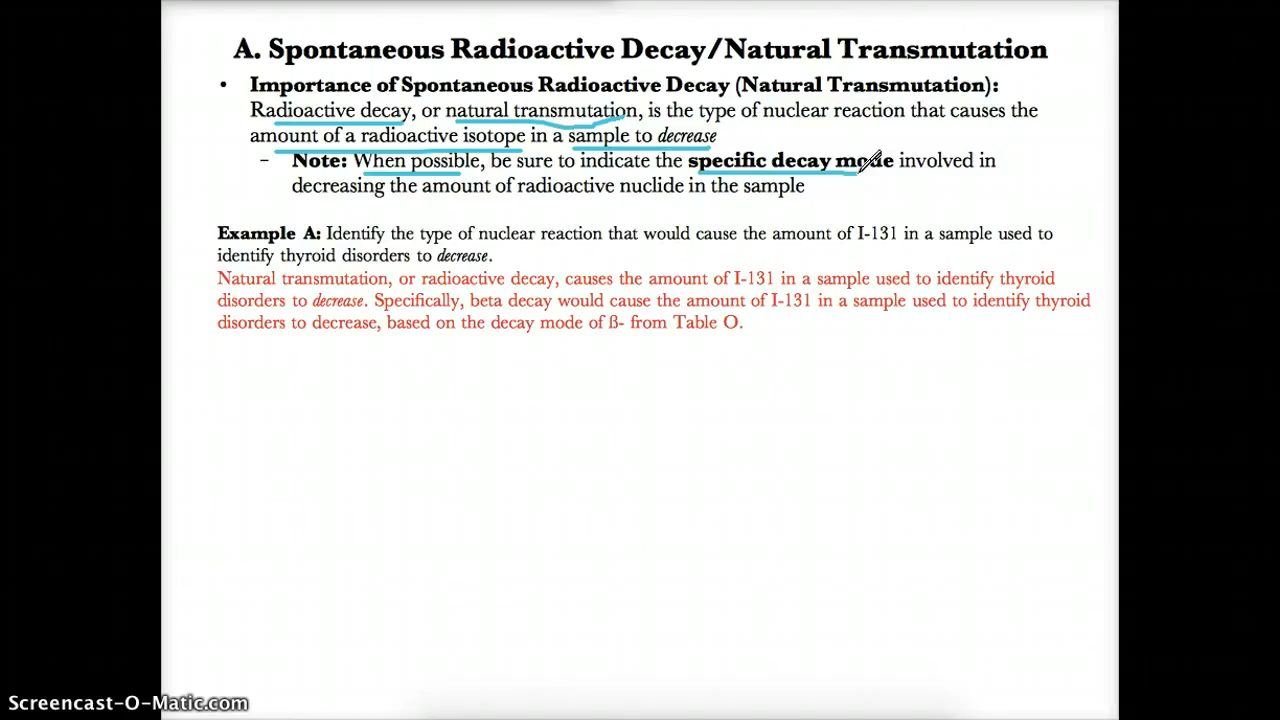 A. Spontaneous Radioactive Decay/Natural Transmutation
• Importance of Spontaneous Radioactive Decay (Natural Transmutation):
Radioactive decay, or natural transmutation, is the type of nuclear reaction that causes the
amount of a radioactive isotope in a sample to decrease
– Note: When possible, be sure to indicate the specific decay mode involved in
decreasing the amount of radioactive nuclide in the sample
Example A: Identify the type of nuclear reaction that would cause the amount of I-131 in a sample used to
identify thyroid disorders to decrease.
Natural transmutation, or radioactive decay, causes the amount of I-131 in a sample used to identify thyroid
disorders to decrease. Specifically, beta decay would cause the amount of I-131 in a sample used to identify thyroid
disorders to decrease, based on the decay mode of ß- from Table O.
Screencast-O-Matic.com